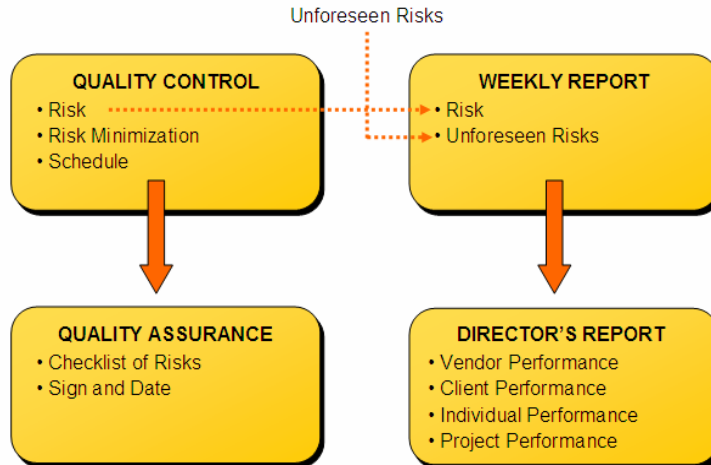 Unforeseen Risks
QUALITY CONTROL
• Risk
• Risk Minimization
• Schedule
WEEKLY REPORT
• Risk
• Unforeseen Risks
QUALITY ASSURANCE
• Checklist of Risks
• Sign and Date
DIRECTOR'S REPORT
• Vendor Performance
• Client Performance
• Individual Performance
• Project Performance